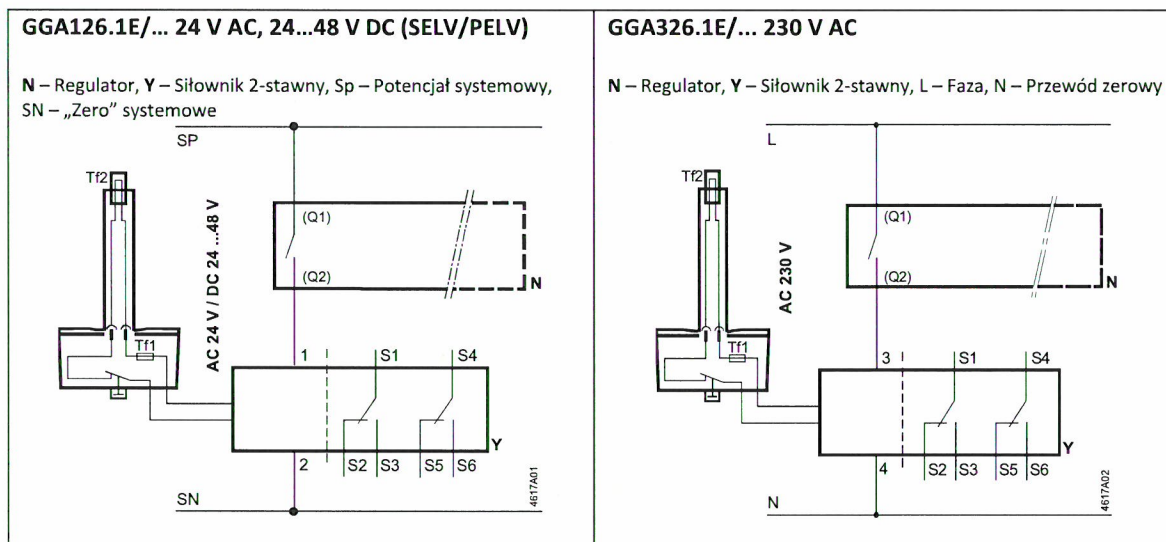 GGA126.1E/... 24 V AC, 24...48 V DC (SELV/PELV)
N – Regulator, Y – Siłownik 2-stawny, Sp – Potencjał systemowy,
SN – „Zero” systemowe
SP
Tf2
(Q1)
(Q2)
N
AC 24 V / DC 24 ...48 V
Tf1
1
S1
S4
Y
2
S2
S3
S5
S6
4617A01
SN
GGA326.1E/... 230 V AC
N – Regulator, Y – Siłownik 2-stawny, L – Faza, N – Przewód zerowy
L
Tf2
(Q1)
(Q2)
N
AC 230 V
Tf1
3
S1
S4
Y
4
S2
S3
S5
S6
4617A02
N